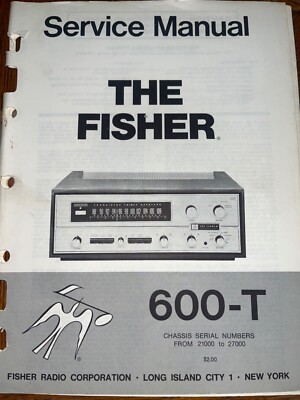 Service Manual
THE
FISHER®
600-T
CHASSIS SERIAL NUMBERS
FROM 21000 to 27000
$2.00
®
FISHER RADIO CORPORATION · LONG ISLAND CITY 1 · NEW YORK